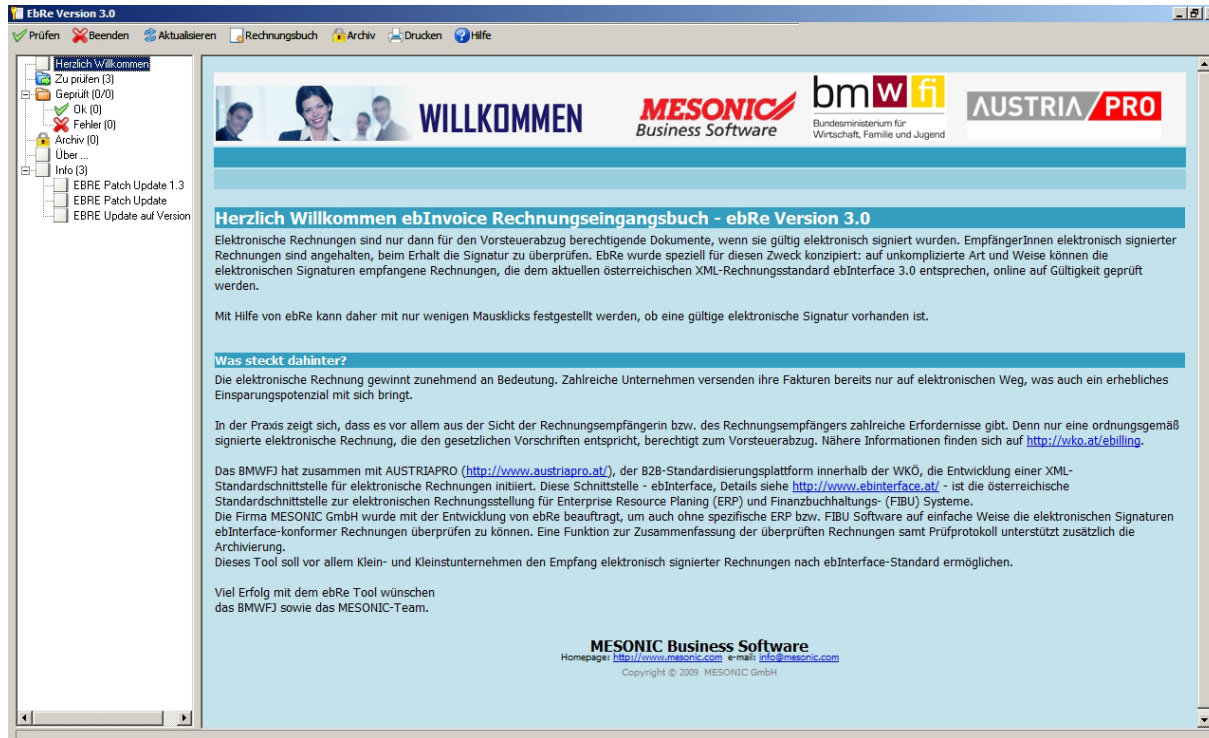 EbRe Version 3.0
Prüfen Beenden Aktualisieren Rechnungsbuch Archiv Drucken Hilfe
Herzlich Willkommen
Zu prüfen (3)
Geprüft (0/0)
Ok (0)
Fehler (0)
Archiv (0)
Über ...
Info (3)
EBRE Patch Update 1.3
EBRE Patch Update
EBRE Update auf Version
WILLKOMMEN
MESONIC
Business Software
bmwfi
Bundesministerium für
Wirtschaft, Familie und Jugend
AUSTRIA PRO
Herzlich Willkommen ebInvoice Rechnungseingangsbuch - ebRe Version 3.0
Elektronische Rechnungen sind nur dann für den Vorsteuerabzug berechtigende Dokumente, wenn sie gültig elektronisch signiert wurden. EmpfängerInnen elektronisch signierter
Rechnungen sind angehalten, beim Erhalt die Signatur zu überprüfen. EbRe wurde speziell für diesen Zweck konzipiert: auf unkomplizierte Art und Weise können die
elektronischen Signaturen empfangene Rechnungen, die dem aktuellen österreichischen XML-Rechnungsstandard ebInterface 3.0 entsprechen, online auf Gültigkeit geprüft
werden.
Mit Hilfe von ebRe kann daher mit nur wenigen Mausklicks festgestellt werden, ob eine gültige elektronische Signatur vorhanden ist.
Was steckt dahinter?
Die elektronische Rechnung gewinnt zunehmend an Bedeutung. Zahlreiche Unternehmen versenden ihre Fakturen bereits nur auf elektronischen Weg, was auch ein erhebliches
Einsparungspotenzial mit sich bringt.
In der Praxis zeigt sich, dass es vor allem aus der Sicht der Rechnungsempfängerin bzw. des Rechnungsempfängers zahlreiche Erfordernisse gibt. Denn nur eine ordnungsgemäß
signierte elektronische Rechnung, die den gesetzlichen Vorschriften entspricht, berechtigt zum Vorsteuerabzug. Nähere Informationen finden sich auf http://wko.at/ebilling.
Das BMWFJ hat zusammen mit AUSTRIAPRO (http://www.austriapro.at/), der B2B-Standardisierungsplattform innerhalb der WKÖ, die Entwicklung einer XML-
Standardschnittstelle für elektronische Rechnungen initiiert. Diese Schnittstelle - ebInterface, Details siehe http://www.ebinterface.at/ - ist die österreichische
Standardschnittstelle zur elektronischen Rechnungsstellung für Enterprise Resource Planing (ERP) und Finanzbuchhaltungs- (FIBU) Systeme.
Die Firma MESONIC GmbH wurde mit der Entwicklung von ebRe beauftragt, um auch ohne spezifische ERP bzw. FIBU Software auf einfache Weise die elektronischen Signaturen
ebInterface-konformer Rechnungen überprüfen zu können. Eine Funktion zur Zusammenfassung der überprüften Rechnungen samt Prüfprotokoll unterstützt zusätzlich die
Archivierung.
Dieses Tool soll vor allem Klein- und Kleinstunternehmen den Empfang elektronisch signierter Rechnungen nach ebInterface-Standard ermöglichen.
Viel Erfolg mit dem ebRe Tool wünschen
das BMWFJ sowie das MESONIC-Team.
MESONIC Business Software
Homepage: http://www.mesonic.com e-mail: info@mesonic.com
Copyright © 2009 MESONIC GmbH